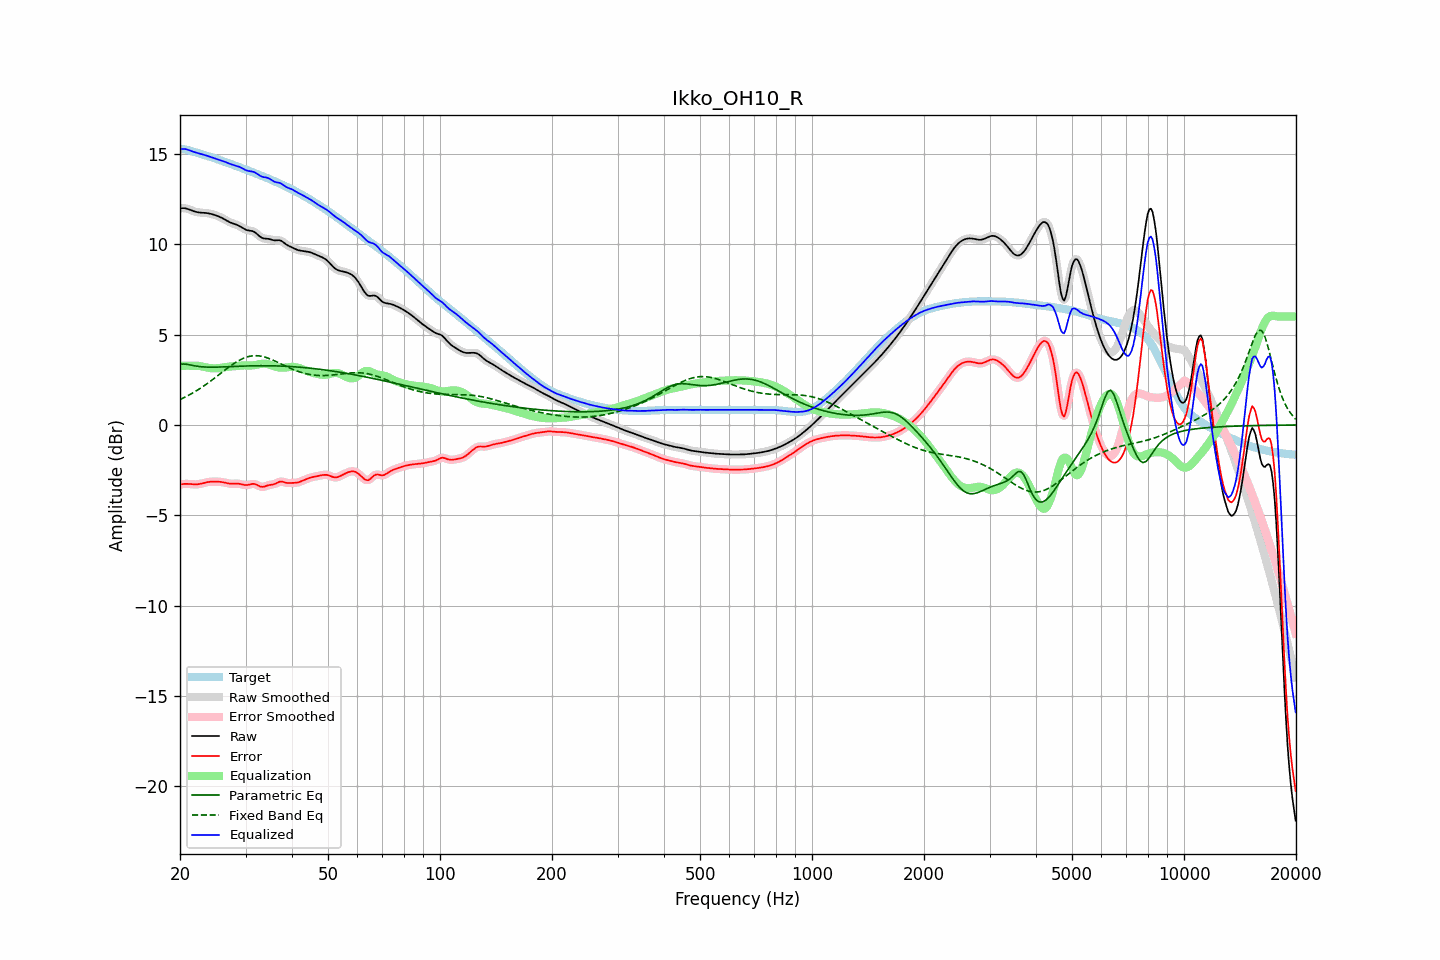 Ikko_OH10_R
Amplitude (dBr)
15
10
5
0
−5
−10
−15
−20
Target
Raw Smoothed
Error Smoothed
Raw
Error
Equalization
Parametric Eq
Fixed Band Eq
Equalized
20 50 100 200 500 1000 2000 5000 10000 20000
Frequency (Hz)